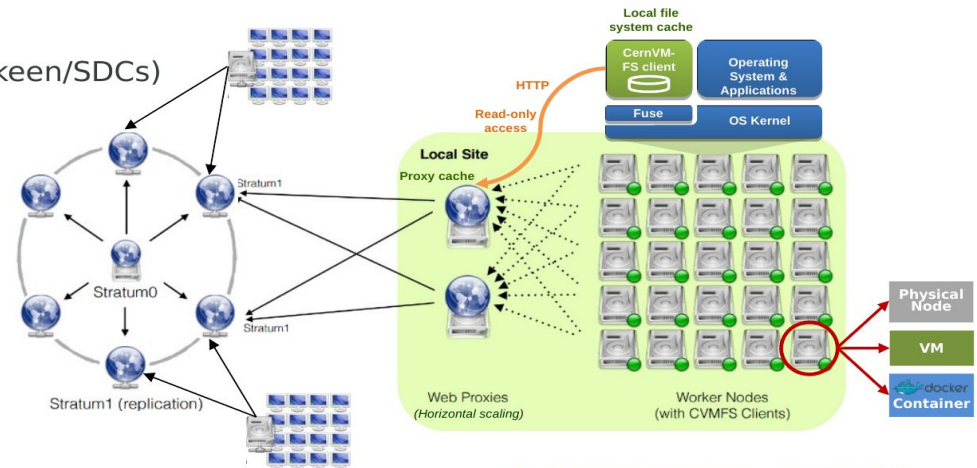 keen/SDCs)
Local file
system cache
CernVM-
FS client
Operating
System &
Applications
HTTP
Fuse
OS Kernel
Read-only
access
Local Site
Proxy cache
Stratum1
Stratum0
Stratum1
Stratum1 (replication)
Web Proxies
(Horizontal scaling)
Worker Nodes
(with CVMFS Clients)
Physical
Node
VM
docker
Container